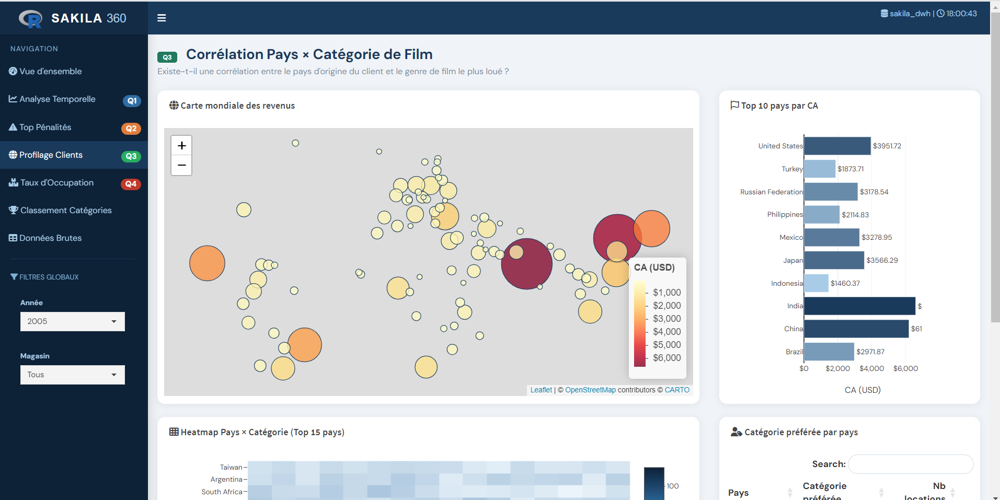 SAKILA 360
sakila_dwh | 18:00:43
NAVIGATION
Vue d'ensemble
Analyse Temporelle Q1
Top Pénalités Q2
Profilage Clients Q3
Taux d'Occupation Q4
Classement Catégories
Données Brutes
FILTRES GLOBAUX
Année
2005
Magasin
Tous
Q3 Corrélation Pays × Catégorie de Film
Existe-t-il une corrélation entre le pays d'origine du client et le genre de film le plus loué ?
Carte mondiale des revenus
+
−
CA (USD)
$1,000
$2,000
$3,000
$4,000
$5,000
$6,000
Leaflet | © OpenStreetMap contributors © CARTO
Top 10 pays par CA
United States $3951.72
Turkey $1873.71
Russian Federation $3178.54
Philippines $2114.83
Mexico $3278.95
Japan $3566.29
Indonesia $1460.37
India $
China $61
Brazil $2971.87
$0 $2,000 $4,000 $6,000
CA (USD)
Heatmap Pays × Catégorie (Top 15 pays)
Taiwan
Argentina
South Africa
100
Catégorie préférée par pays
Search:
Pays
Catégorie
préférée
Nb
locations